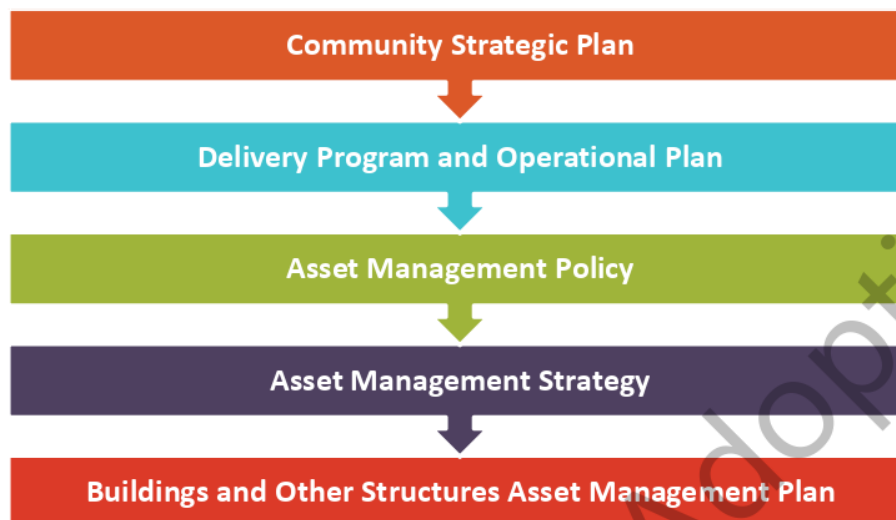 Community Strategic Plan
Delivery Program and Operational Plan
Asset Management Policy
Asset Management Strategy
Buildings and Other Structures Asset Management Plan